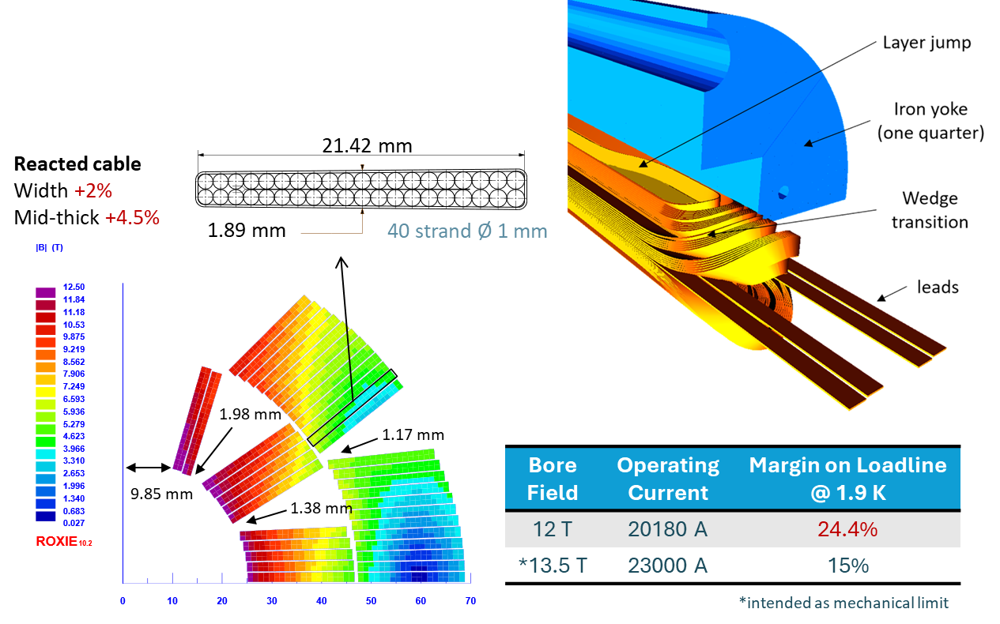 Layer jump
Iron yoke
(one quarter)
Wedge
transition
leads
Reacted cable
Width +2%
Mid-thick +4.5%
21.42 mm
1.89 mm
40 strand Ø 1 mm
|B| (T)
12.50
11.84
11.18
10.53
9.875
9.219
8.562
7.906
7.249
6.593
5.936
5.279
4.623
3.966
3.310
2.653
1.996
1.340
0.683
0.027
ROXIE 10.2
1.98 mm
1.17 mm
9.85 mm
1.38 mm
0 10 20 30 40 50 60 70
Bore Field Operating Current Margin on Loadline @ 1.9 K
12 T 20180 A 24.4%
*13.5 T 23000 A 15%
*intended as mechanical limit